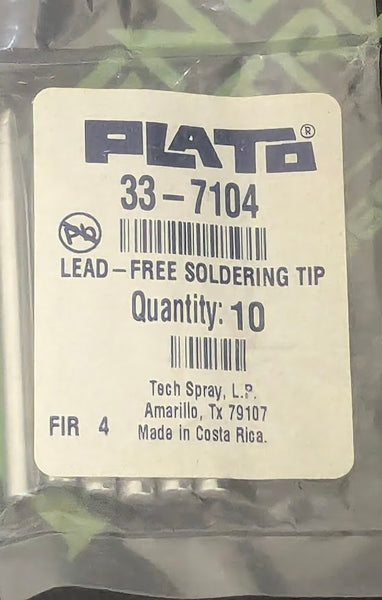 PLATO®
33-7104
Pb
LEAD-FREE SOLDERING TIP
Quantity: 10
Tech Spray, L.P.
Amarillo, Tx 79107
FIR 4 Made in Costa Rica.